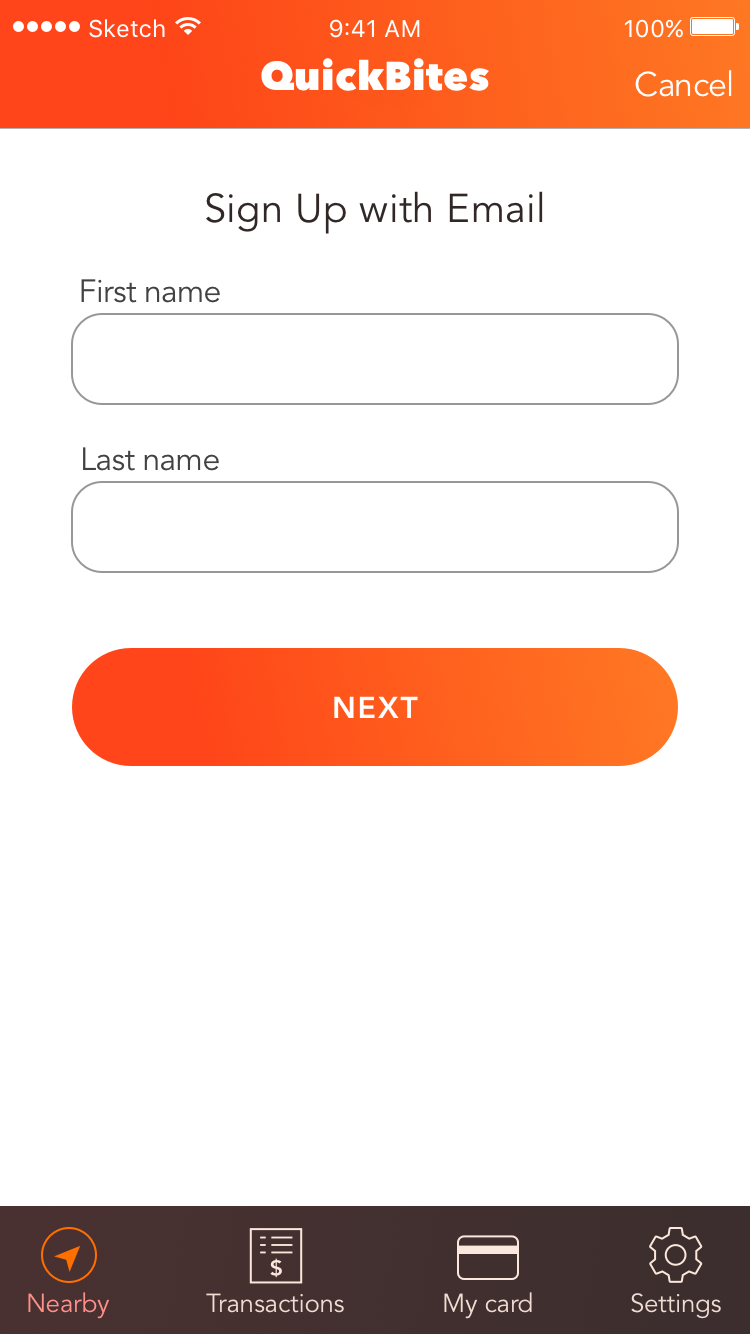 Sketch 9:41 AM 100%
QuickBites
Cancel
Sign Up with Email
First name
Last name
NEXT
$
Nearby Transactions My card Settings